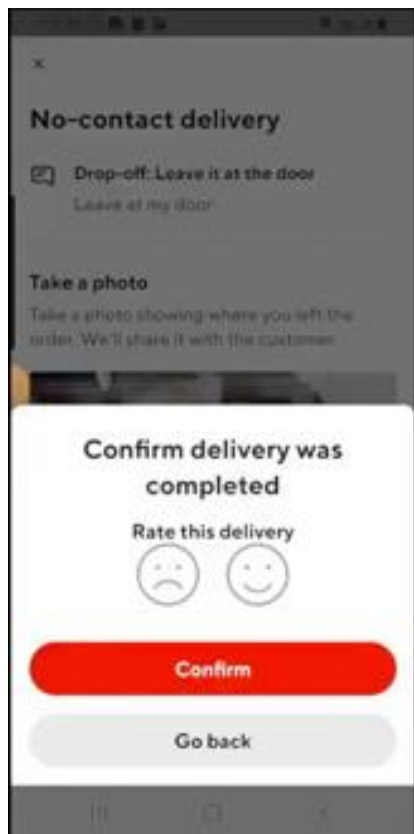 No-contact delivery
Drop-off: Leave it at the door
Leave at my door
Take a photo
Take a photo showing where you left the
order. We'll share it with the customer.
Confirm delivery was
completed
Rate this delivery
Confirm
Go back